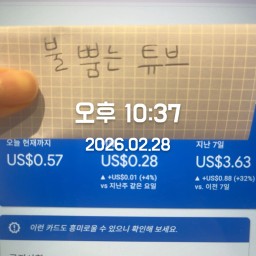 불 뿜는 튜브
오후 10:37
2026.02.28
오늘 현재까지
지난 7일
US$0.57
US$0.28
US$3.63
▲ +US$0.01 (+4%)
▲ +US$0.88 (+32%)
vs 지난주 같은 요일
vs 이전 7일
이런 카드도 흥미로울 수 있으니 확인해 보세요.